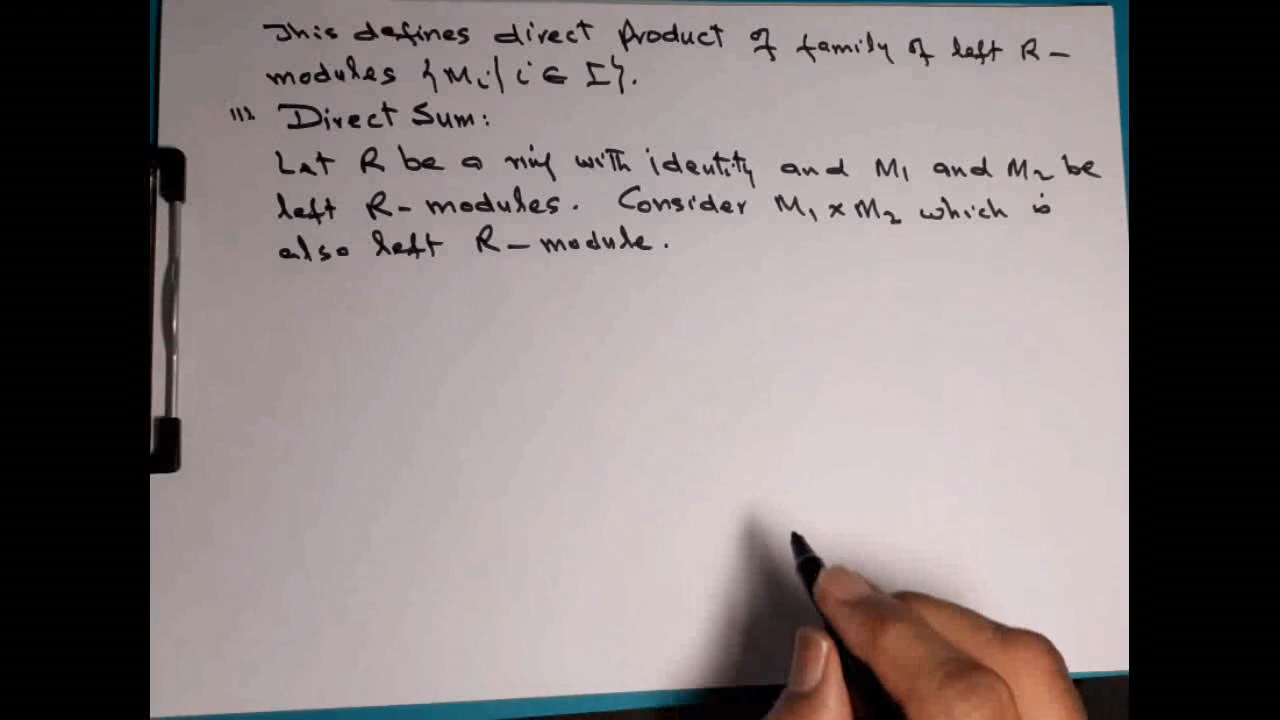 This defines direct product of family of left R-
modules {Mi / i ∈ I}.
iii) Direct Sum:
Let R be a ring with identity and M1 and M2 be
left R-modules. Consider M1 × M2 which is
also left R-module.